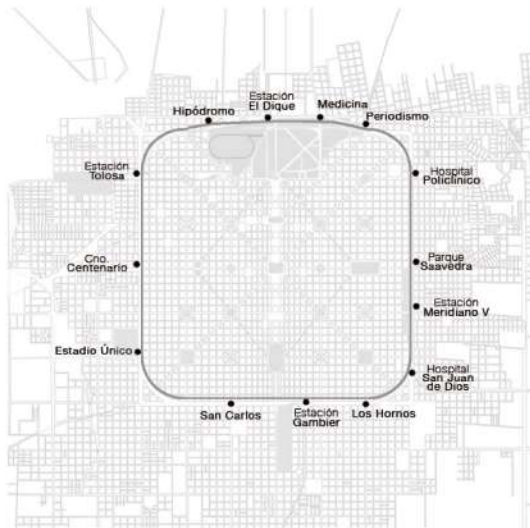 Estación
El Dique
Medicina
Hipódromo
Periodismo
Estación
Tolosa
Hospital
Policlínico
Cno.
Centenario
Parque
Saavedra
Estación
Meridiano V
Estadio Único
Hospital
San Juan
de Dios
San Carlos
Estación
Gambier
Los Hornos